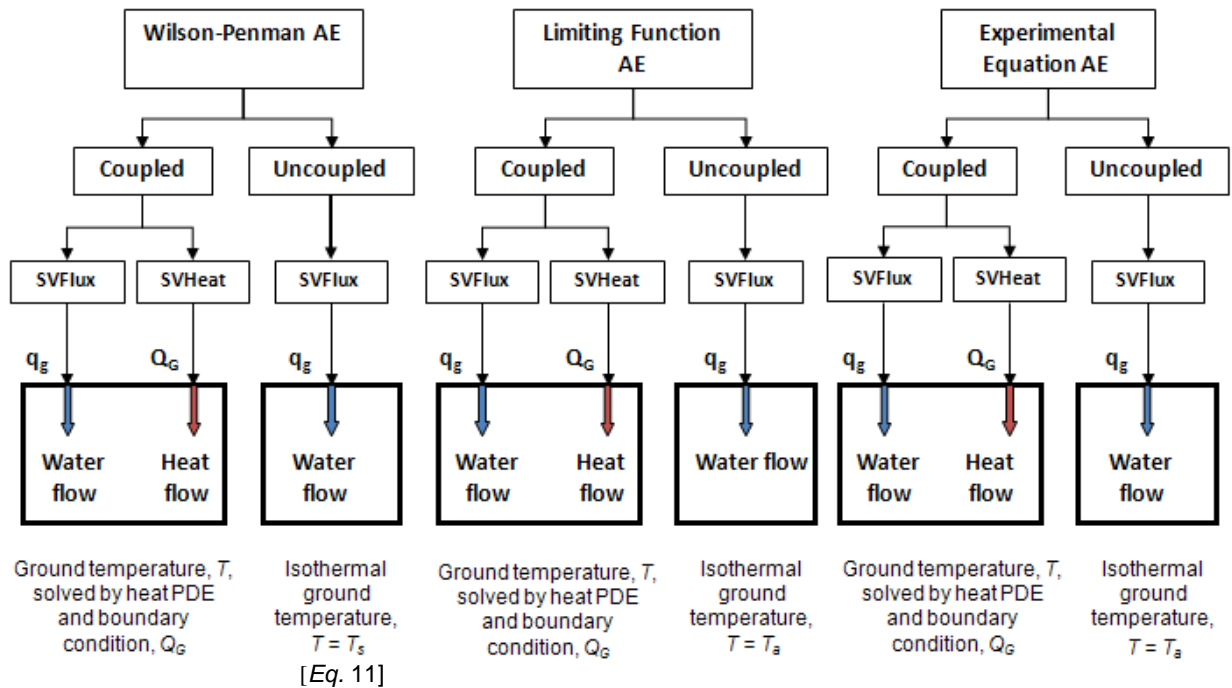 Wilson-Penman AE
Limiting Function
AE
Experimental
Equation AE
Coupled
Uncoupled
Coupled
Uncoupled
Coupled
Uncoupled
SVFlux
SVHeat
SVFlux
SVFlux
SVHeat
SVFlux
SVFlux
SVHeat
SVFlux
qg
QG
qg
qg
QG
qg
qg
QG
qg
Water
flow
Heat
flow
Water
flow
Water
flow
Heat
flow
Water flow
Water
flow
Heat
flow
Water
flow
Ground temperature, T,
solved by heat PDE
and boundary
condition, QG
Isothermal
ground
temperature,
T = Ts
[Eq. 11]
Ground temperature, T,
solved by heat PDE
and boundary
condition, QG
Isothermal
ground
temperature,
T = Ta
Ground temperature, T,
solved by heat PDE
and boundary
condition, QG
Isothermal
ground
temperature,
T = Ta